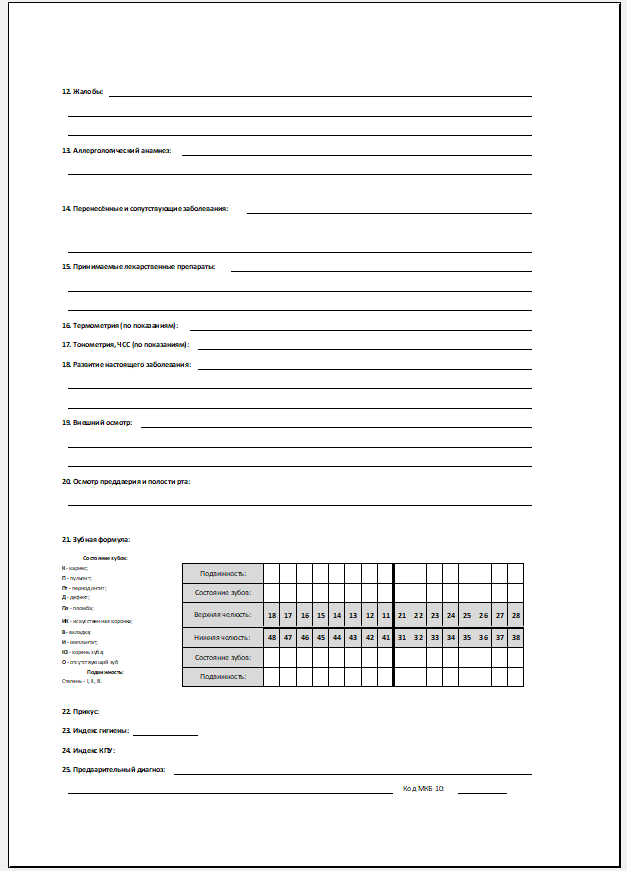 12. Жалобы:
13. Аллергологический анамнез:
14. Перенесённые и сопутствующие заболевания:
15. Принимаемые лекарственные препараты:
16. Термометрия (по показаниям):
17. Тонометрия, ЧСС (по показаниям):
18. Развитие настоящего заболевания:
19. Внешний осмотр:
20. Осмотр преддверия и полости рта:
21. Зубная формула:
Состояние зубов:
К - кариес;
П - пульпит;
Пт - периодонтит;
Д - дефект;
Пл - пломба;
ИК - искусственная коронка;
В - вкладка;
И - имплантат;
КЗ - корень зуба;
О - отсутствующий зуб
Подвижность:
Степень - I, II, III.
Подвижность:
Состояние зубов:
Верхняя челюсть: 18 17 16 15 14 13 12 11 21 22 23 24 25 26 27 28
Нижняя челюсть: 48 47 46 45 44 43 42 41 31 32 33 34 35 36 37 38
Состояние зубов:
Подвижность:
22. Прикус:
23. Индекс гигиены:
24. Индекс КПУ:
25. Предварительный диагноз:
Код МКБ-10: